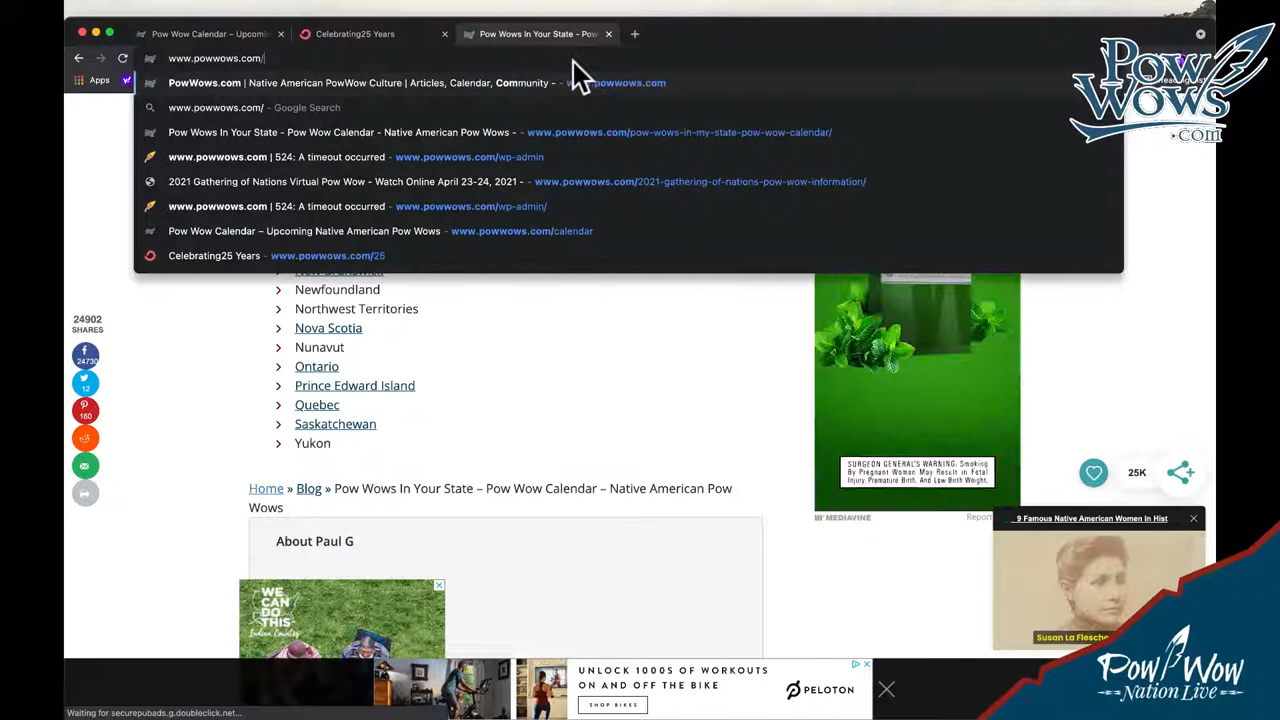 Pow Wow Calendar – Upcomi
Celebrating25 Years
Pow Wows In Your State - Pow
www.powwows.com/
Apps
PowWows.com | Native American PowWow Culture | Articles, Calendar, Community - www.powwows.com
www.powwows.com/ - Google Search
Pow Wows In Your State - Pow Wow Calendar - Native American Pow Wows - - www.powwows.com/pow-wows-in-my-state-pow-wow-calendar/
www.powwows.com | 524: A timeout occurred - www.powwows.com/wp-admin
2021 Gathering of Nations Virtual Pow Wow - Watch Online April 23-24, 2021 - - www.powwows.com/2021-gathering-of-nations-pow-wow-information/
www.powwows.com | 524: A timeout occurred - www.powwows.com/wp-admin/
Pow Wow Calendar – Upcoming Native American Pow Wows - www.powwows.com/calendar
Celebrating25 Years - www.powwows.com/25
Pow
Wows
.com
New Brunswick
Newfoundland
Northwest Territories
Nova Scotia
Nunavut
Ontario
Prince Edward Island
Quebec
Saskatchewan
Yukon
24902
SHARES
24730
12
160
Home » Blog » Pow Wows In Your State – Pow Wow Calendar – Native American Pow
Wows
About Paul G
SURGEON GENERAL'S WARNING: Smoking
By Pregnant Women May Result in Fetal
Injury, Premature Birth, And Low Birth Weight.
MEDIAVINE
Report
25K
9 Famous Native American Women In Hist
Susan La Flesche
WE
CAN DO
THIS
Indian Country
UNLOCK 1000S OF WORKOUTS
ON AND OFF THE BIKE
SHOP BIKES
PELOTON
Pow Wow
Nation Live
Waiting for securepubads.g.doubleclick.net...